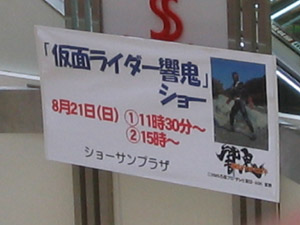 「仮面ライダー響鬼」
ショー
8月21日(日) ①11時30分~
②15時~
ショーサンプラザ
響鬼